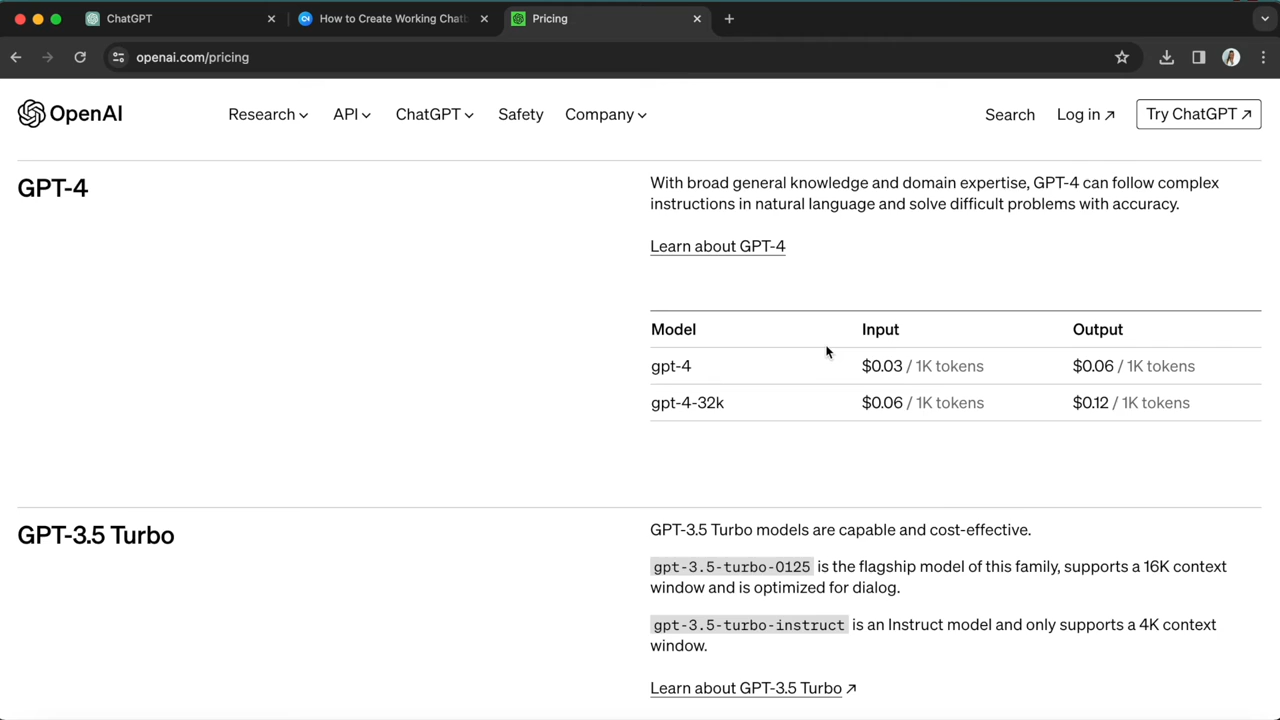 ChatGPT
How to Create Working Chatb
Pricing
openai.com/pricing
OpenAI
Research
API
ChatGPT
Safety
Company
Search
Log in ↗
Try ChatGPT ↗
GPT-4
With broad general knowledge and domain expertise, GPT-4 can follow complex
instructions in natural language and solve difficult problems with accuracy.
Learn about GPT-4
Model Input Output
gpt-4 $0.03 / 1K tokens $0.06 / 1K tokens
gpt-4-32k $0.06 / 1K tokens $0.12 / 1K tokens
GPT-3.5 Turbo
GPT-3.5 Turbo models are capable and cost-effective.
gpt-3.5-turbo-0125 is the flagship model of this family, supports a 16K context
window and is optimized for dialog.
gpt-3.5-turbo-instruct is an Instruct model and only supports a 4K context
window.
Learn about GPT-3.5 Turbo ↗